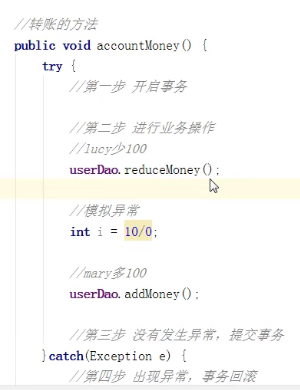 //转账的方法
public void accountMoney() {
try {
//第一步 开启事务
//第二步 进行业务操作
//lucy少100
userDao.reduceMoney();
//模拟异常
int i = 10/0;
//mary多100
userDao.addMoney();
//第三步 没有发生异常，提交事务
}catch(Exception e) {
//第四步 出现异常，事务回滚